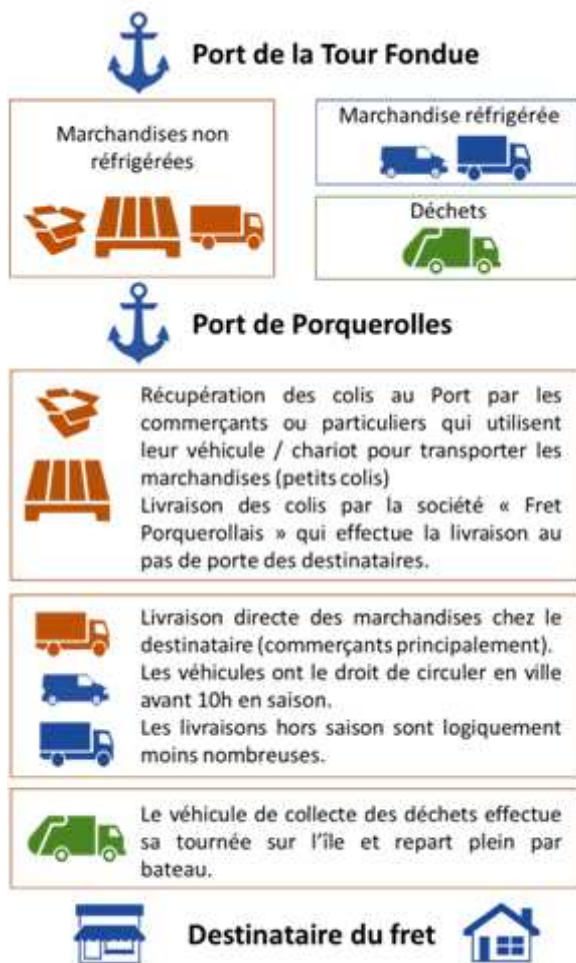 Port de la Tour Fondue
Marchandises non
réfrigérées
Marchandise réfrigérée
Déchets
Port de Porquerolles
Récupération des colis au Port par les
commerçants ou particuliers qui utilisent
leur véhicule / chariot pour transporter les
marchandises (petits colis)
Livraison des colis par la société « Fret
Porquerollais » qui effectue la livraison au
pas de porte des destinataires.
Livraison directe des marchandises chez le
destinataire (commerçants principalement).
Les véhicules ont le droit de circuler en ville
avant 10h en saison.
Les livraisons hors saison sont logiquement
moins nombreuses.
Le véhicule de collecte des déchets effectue
sa tournée sur l'île et repart plein par
bateau.
Destinataire du fret